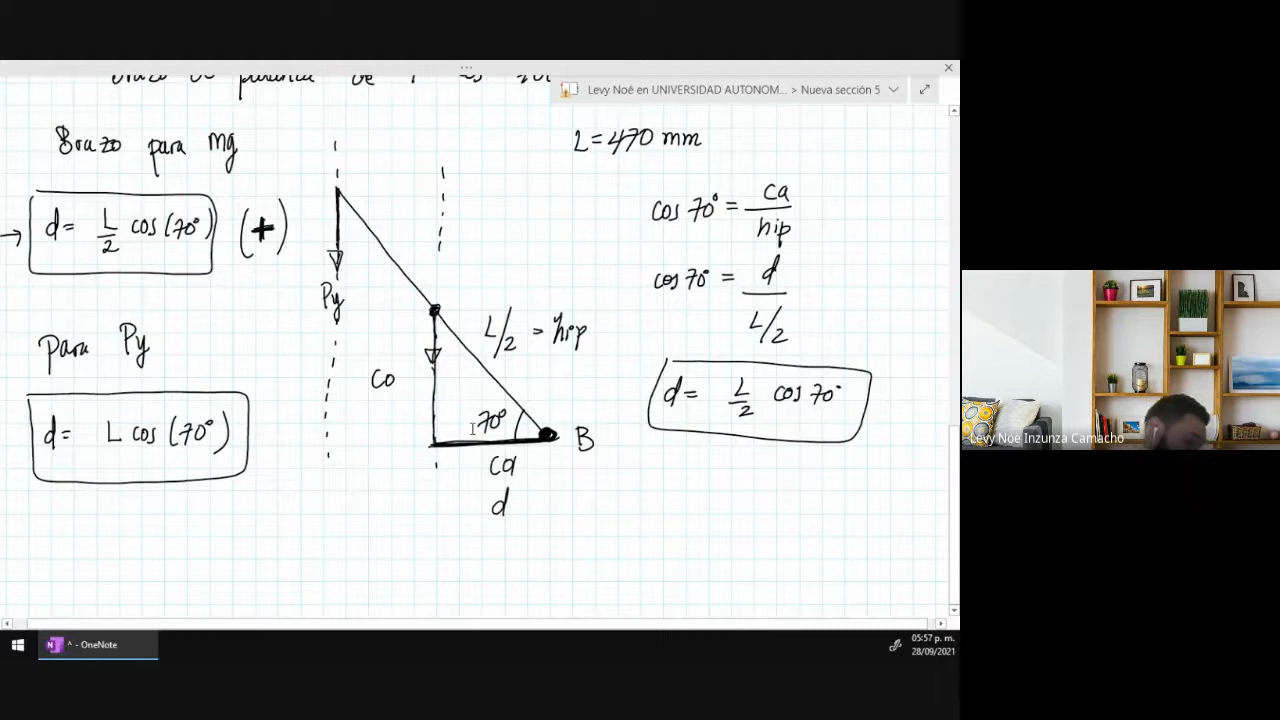 Levy Noé en UNIVERSIDAD AUTONOM... > Nueva sección 5
Brazo para mg
d= L/2 cos(70°) (+)
Para Py
d= L cos(70°)
Py
co
L/2 = hip
70°
B
ca
d
L=470 mm
cos 70° = ca/hip
cos 70° = d/L/2
d= L/2 cos 70°
Levy Noe Inzunza Camacho
^ - OneNote
05:57 p. m.
28/09/2021